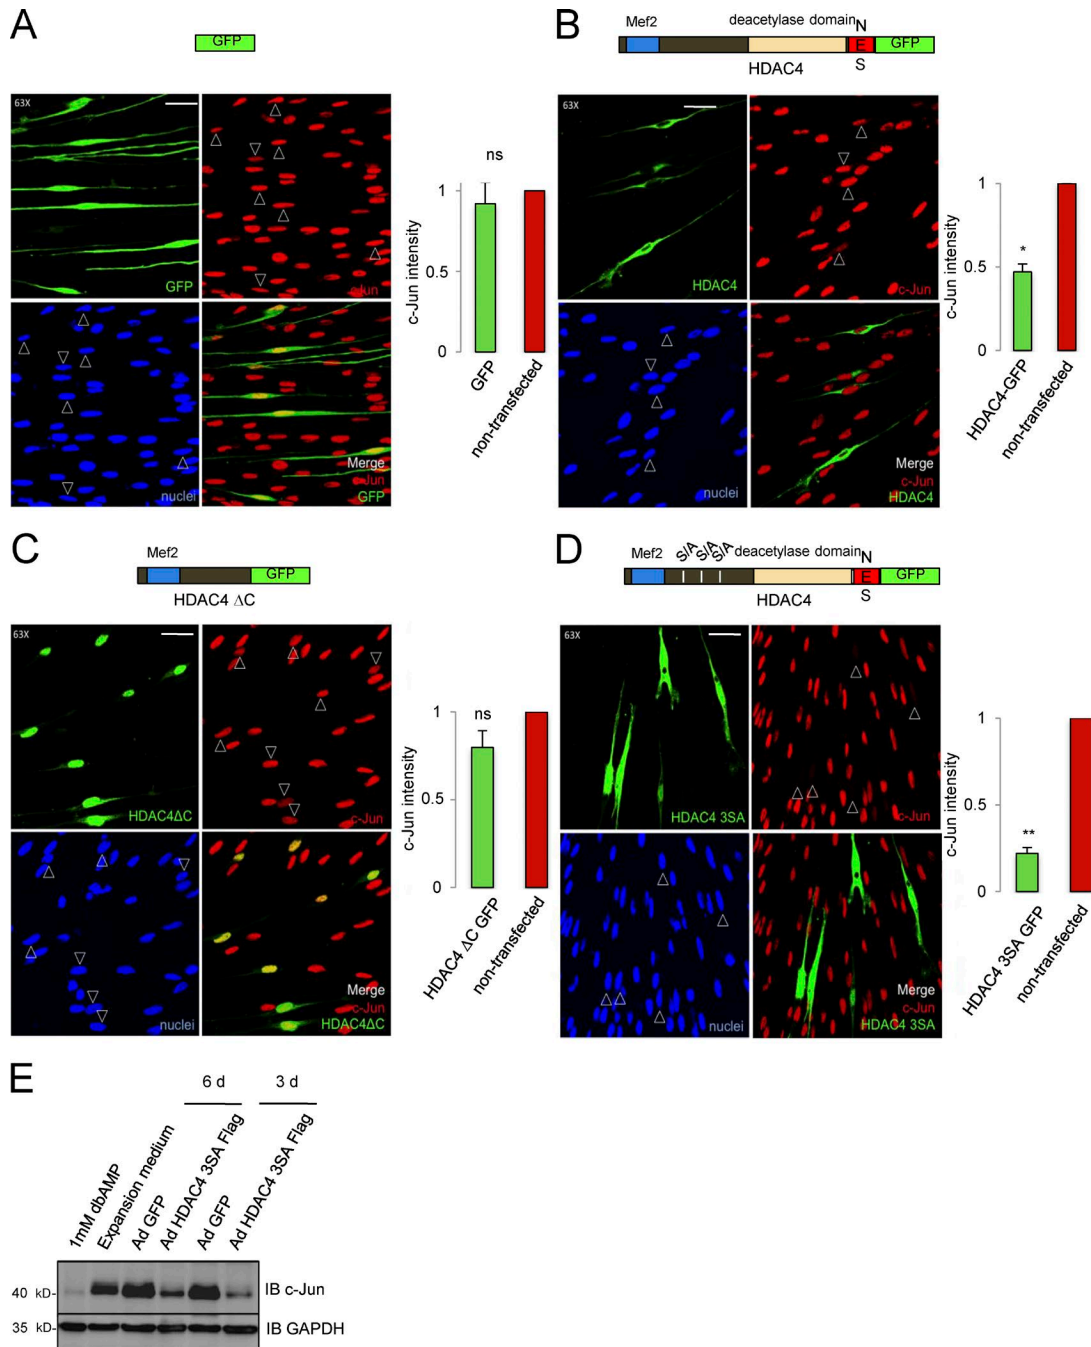 A
GFP
63X
GFP
c-Jun
nuclei
Merge
c-Jun
GFP
ns
1
0.5
0
c-Jun intensity
GFP
non-transfected
B
Mef2
deacetylase domain
N
E
S
GFP
HDAC4
63X
HDAC4
c-Jun
nuclei
Merge
c-Jun
HDAC4
1
0.5
0
c-Jun intensity
*
HDAC4-GFP
non-transfected
C
Mef2
GFP
HDAC4 ΔC
63X
HDAC4ΔC
c-Jun
nuclei
Merge
c-Jun
HDAC4ΔC
1
0.5
0
c-Jun intensity
ns
HDAC4 ΔC GFP
non-transfected
D
Mef2
S/A
S/A
S/A
deacetylase domain
N
E
S
GFP
HDAC4
63X
HDAC4 3SA
c-Jun
nuclei
Merge
c-Jun
HDAC4 3SA
1
0.5
0
c-Jun intensity
**
HDAC4 3SA GFP
non-transfected
E
6 d
3 d
1mM dbAMP
Expansion medium
Ad GFP
Ad HDAC4 3SA Flag
Ad GFP
Ad HDAC4 3SA Flag
40 kD-
IB c-Jun
35 kD-
IB GAPDH